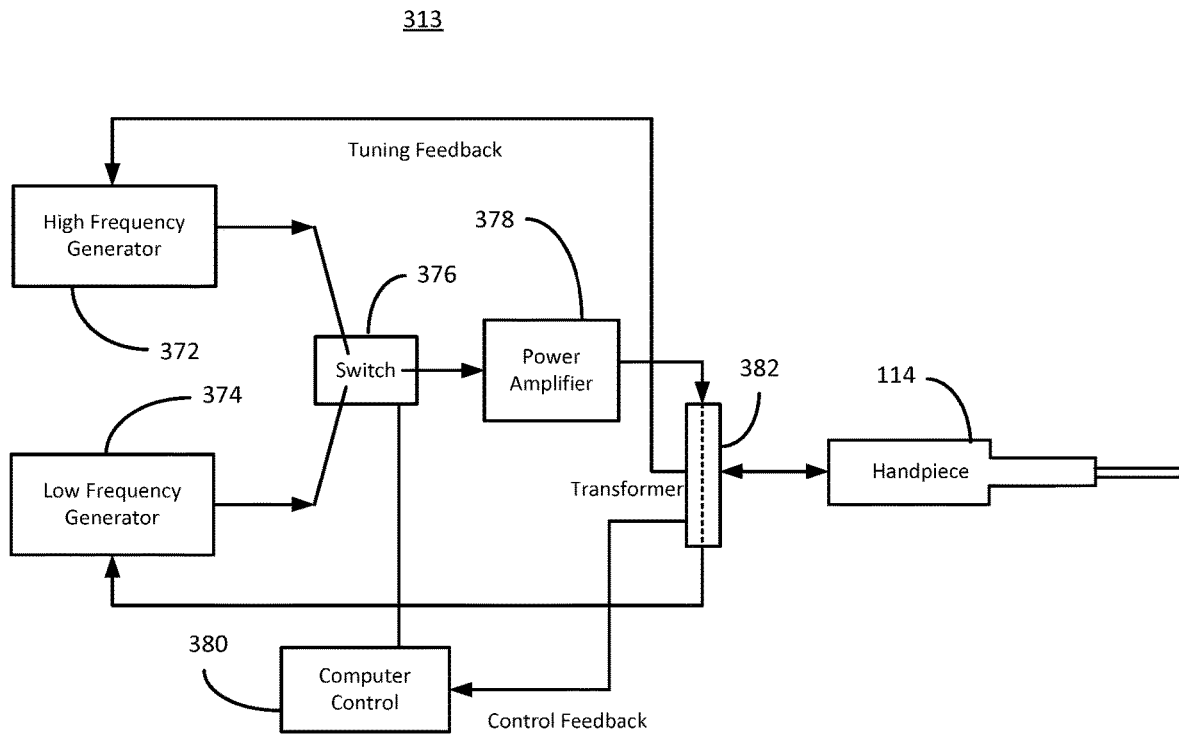 313
Tuning Feedback
High Frequency
Generator
378
376
372
Switch
Power
Amplifier
382
114
374
Handpiece
Transformer
Low Frequency
Generator
380
Computer
Control
Control Feedback